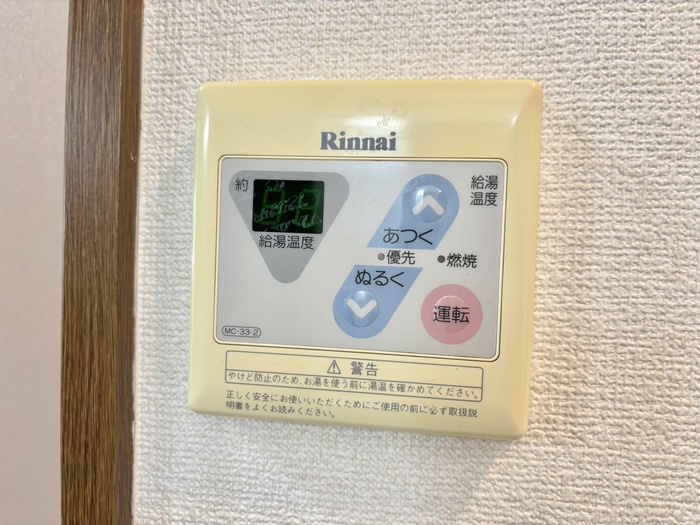 Rinnai
約
給湯温度
給湯
温度
あつく
優先
燃焼
ぬるく
運転
MC-33-2
⚠ 警告
やけど防止のため、お湯を使う前に湯温を確かめてください。
正しく安全にお使いいただくためにご使用の前に必ず取扱説
明書をよくお読みください。